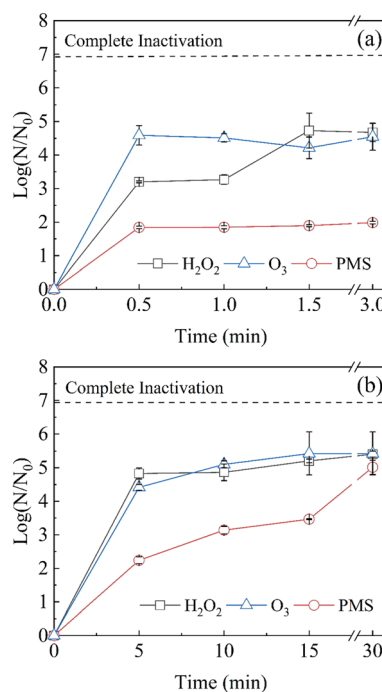 8
7
6
5
4
3
2
1
0
Log(N/N₀)
Complete Inactivation
(a)
H₂O₂ O₃ PMS
0.0 0.5 1.0 1.5 3.0
Time (min)
8
7
6
5
4
3
2
1
0
Log(N/N₀)
Complete Inactivation
(b)
H₂O₂ O₃ PMS
0 5 10 15 30
Time (min)